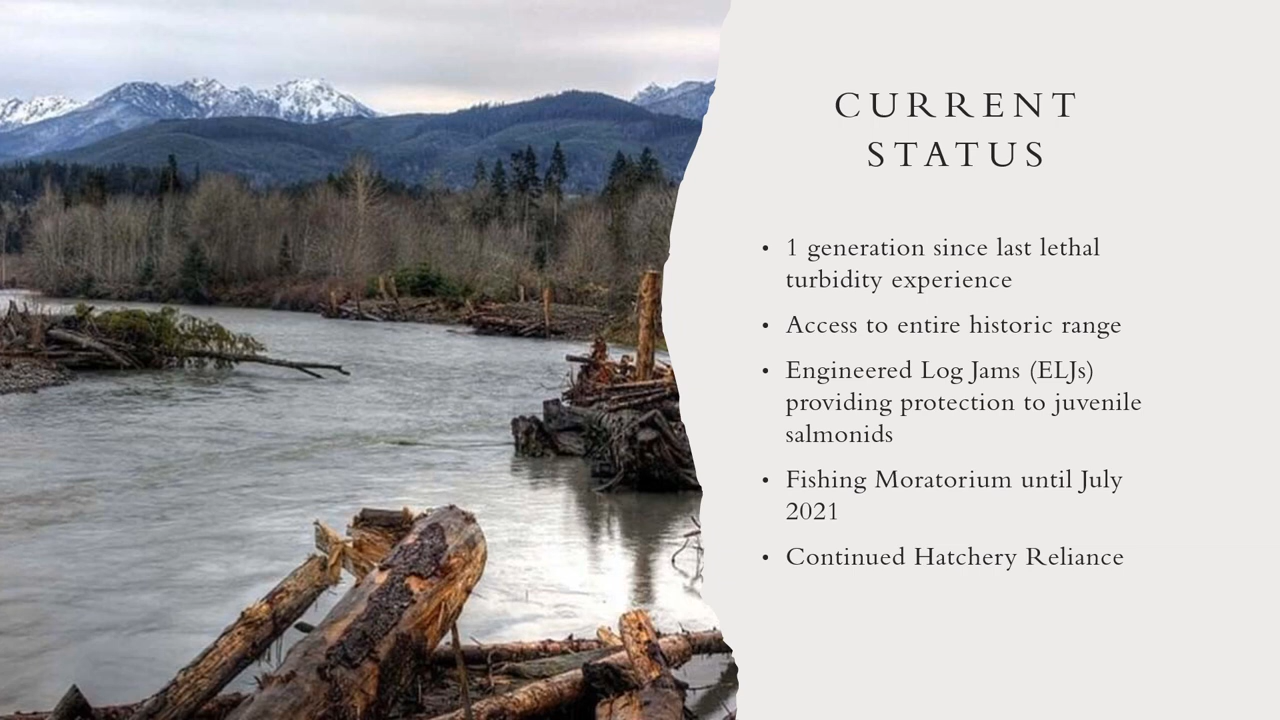 CURRENT
STATUS
• 1 generation since last lethal
turbidity experience
• Access to entire historic range
• Engineered Log Jams (ELJs)
providing protection to juvenile
salmonids
• Fishing Moratorium until July
2021
• Continued Hatchery Reliance